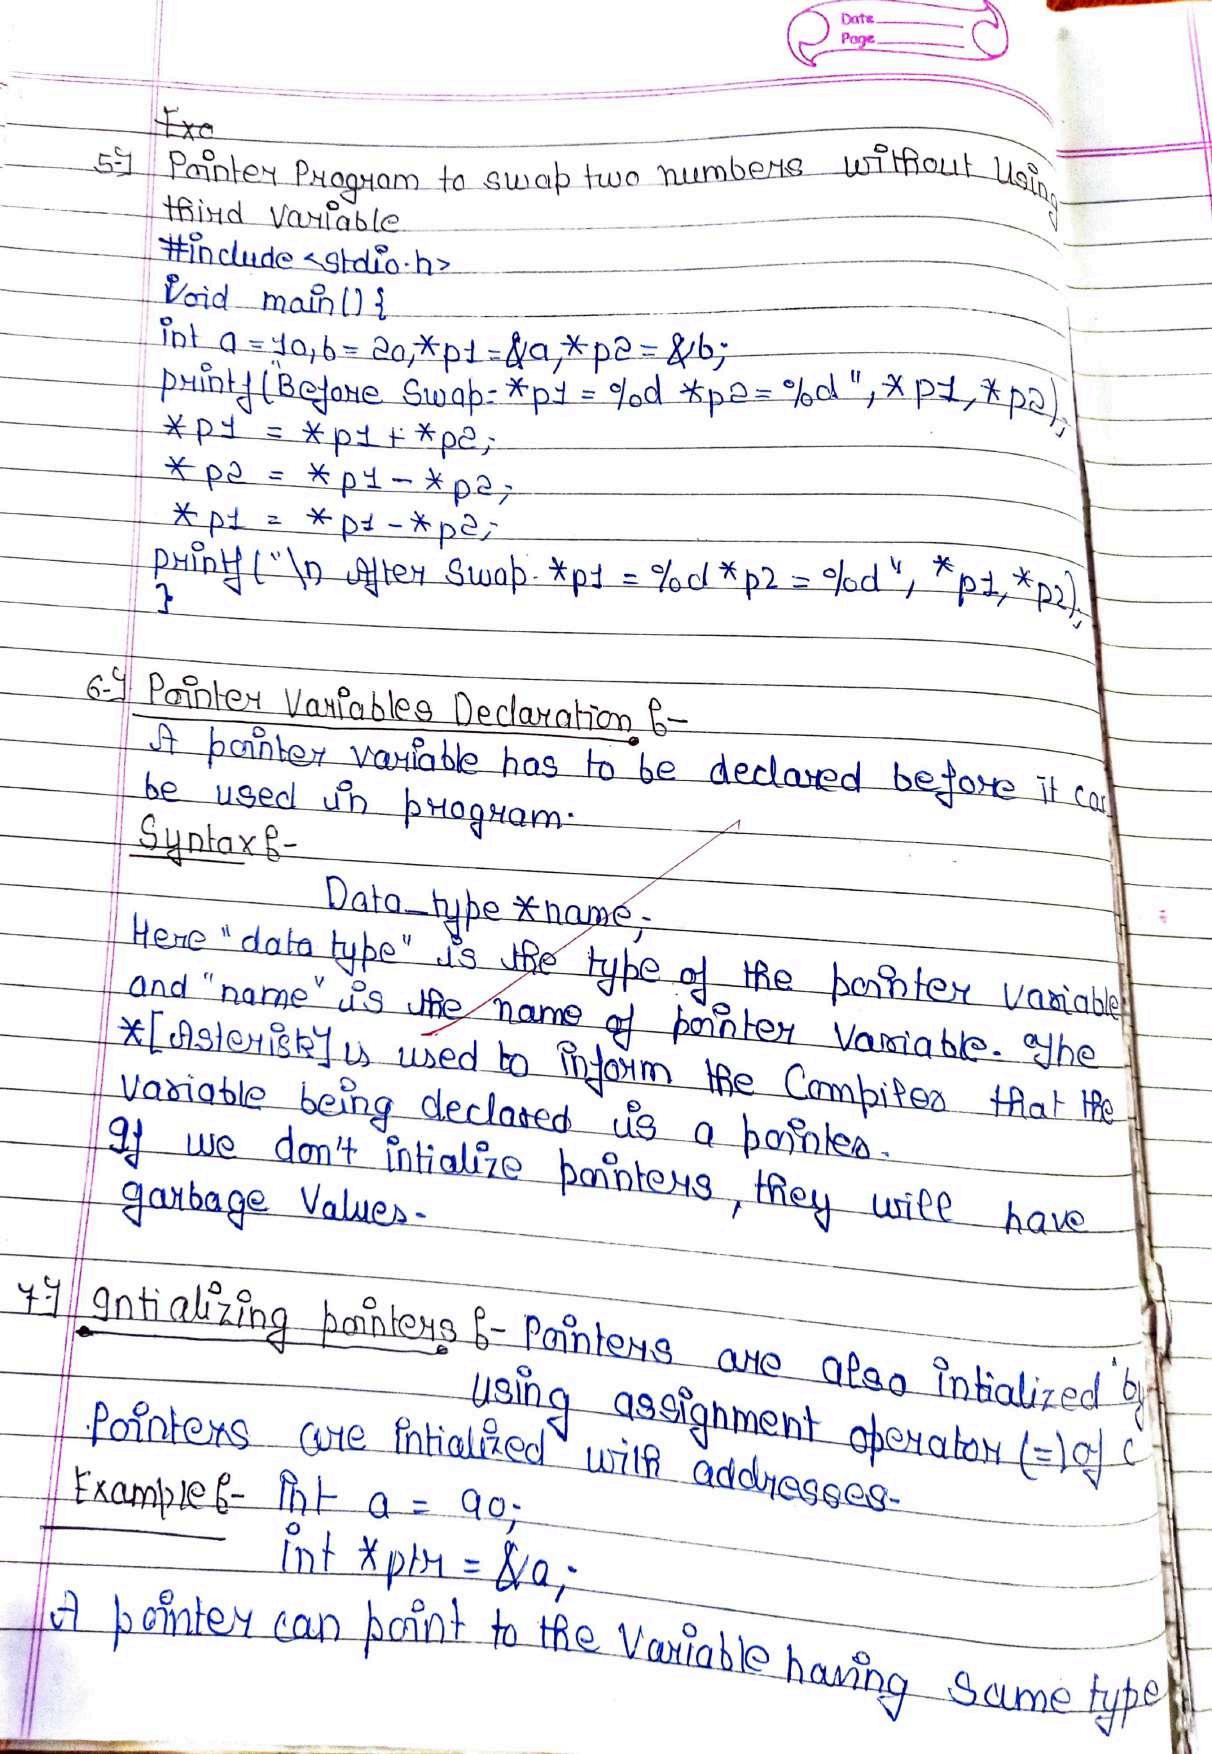 Date
Page
Exa
5-} Pointer Program to swap two numbers without Using
third variable
#include <stdio.h>
Void main() {
int a = 10, b = 20, *p1 = &a, *p2 = &b;
printf("Before Swap- *p1 = %d *p2 = %d", *p1, *p2);
*p1 = *p1 + *p2;
*p2 = *p1 - *p2;
*p1 = *p1 - *p2;
printf("\n After Swap. *p1 = %d *p2 = %d", *p1, *p2);
}
6-} Pointer Variables Declaration :-
A pointer variable has to be declared before it can
be used in program.
Syntax :-
Data_type *name;
Here "data type" is the type of the pointer variable
and "name" is the name of pointer variable. The
*[Asterisk] is used to inform the Compiler that the
variable being declared is a pointer.
If we don't intialize pointers, they will have
garbage Values.
7-} Intializing pointers :- Pointers are also intialized by
using assignment operator (=) of C
Pointers are intialized with addresses.
Example :- int a = 90;
int *ptr = &a;
A pointer can point to the Variable having same type